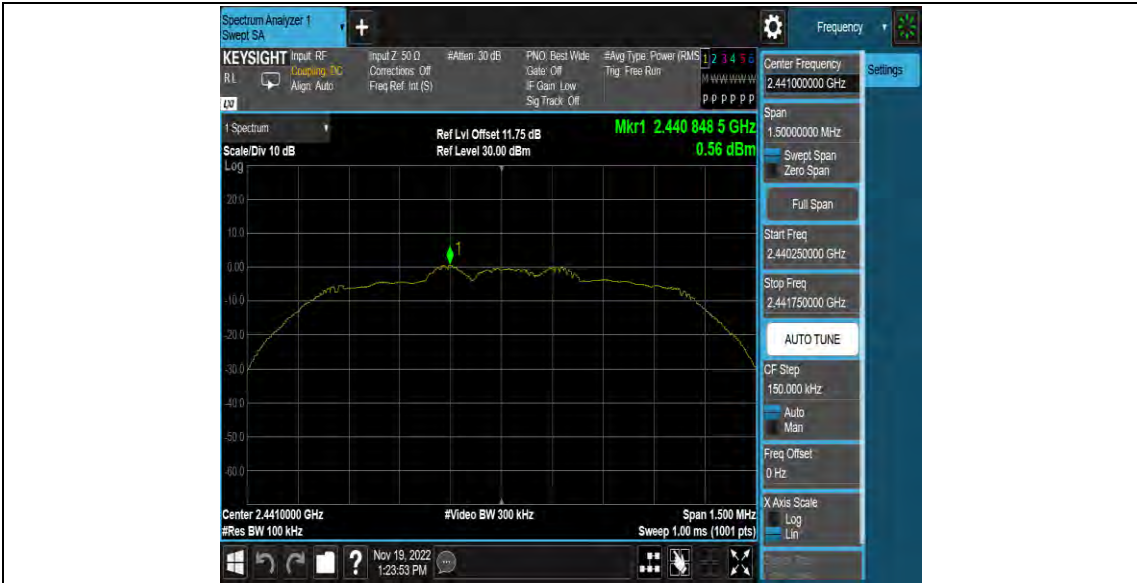 Spectrum Analyzer 1
Swept SA
+
Frequency
KEYSIGHT
Input: RF
Input Z: 50 Ω
#Atten: 30 dB
PNO: Best Wide
#Avg Type: Power (RMS
1 2 3 4 5 6
R L
Coupling: DC
Corrections: Off
Gate: Off
Trig: Free Run
M W W W W W
Align: Auto
Freq Ref: Int (S)
IF Gain: Low
Sig Track: Off
P P P P P P
LXI
Center Frequency
2.441000000 GHz
Settings
Span
1.50000000 MHz
Swept Span
Zero Span
Full Span
Start Freq
2.440250000 GHz
Stop Freq
2.441750000 GHz
AUTO TUNE
CF Step
150.000 kHz
Auto
Man
Freq Offset
0 Hz
X Axis Scale
Log
Lin
1 Spectrum
Ref Lvl Offset 11.75 dB
Mkr1 2.440 848 5 GHz
Scale/Div 10 dB
Ref Level 30.00 dBm
0.56 dBm
Log
20.0
10.0
1
0.00
-10.0
-20.0
-30.0
-40.0
-50.0
-60.0
Center 2.4410000 GHz
#Video BW 300 kHz
Span 1.500 MHz
#Res BW 100 kHz
Sweep 1.00 ms (1001 pts)
?
Nov 19, 2022
1:23:53 PM